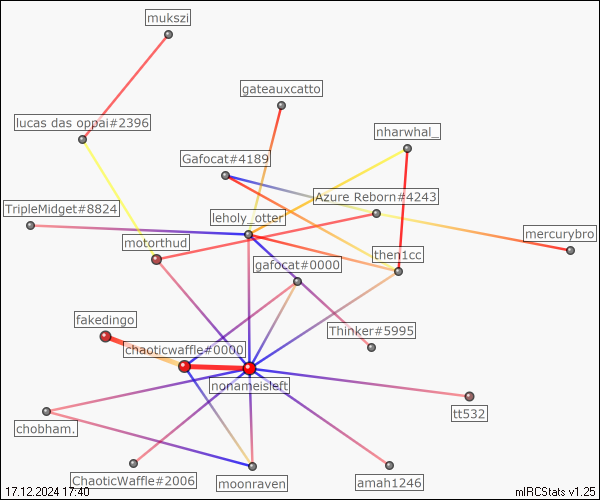 mukszi
gateauxcatto
lucas das oppai#2396
nharwhal_
Gafocat#4189
Azure Reborn#4243
TripleMidget#8824
leholy_otter
mercurybro
motorthud
then1cc
gafocat#0000
fakedingo
Thinker#5995
chaoticwaffle#0000
nonameisleft
tt532
chobham.
ChaoticWaffle#2006
moonraven
amah1246
17.12.2024 17:40
mIRCStats v1.25